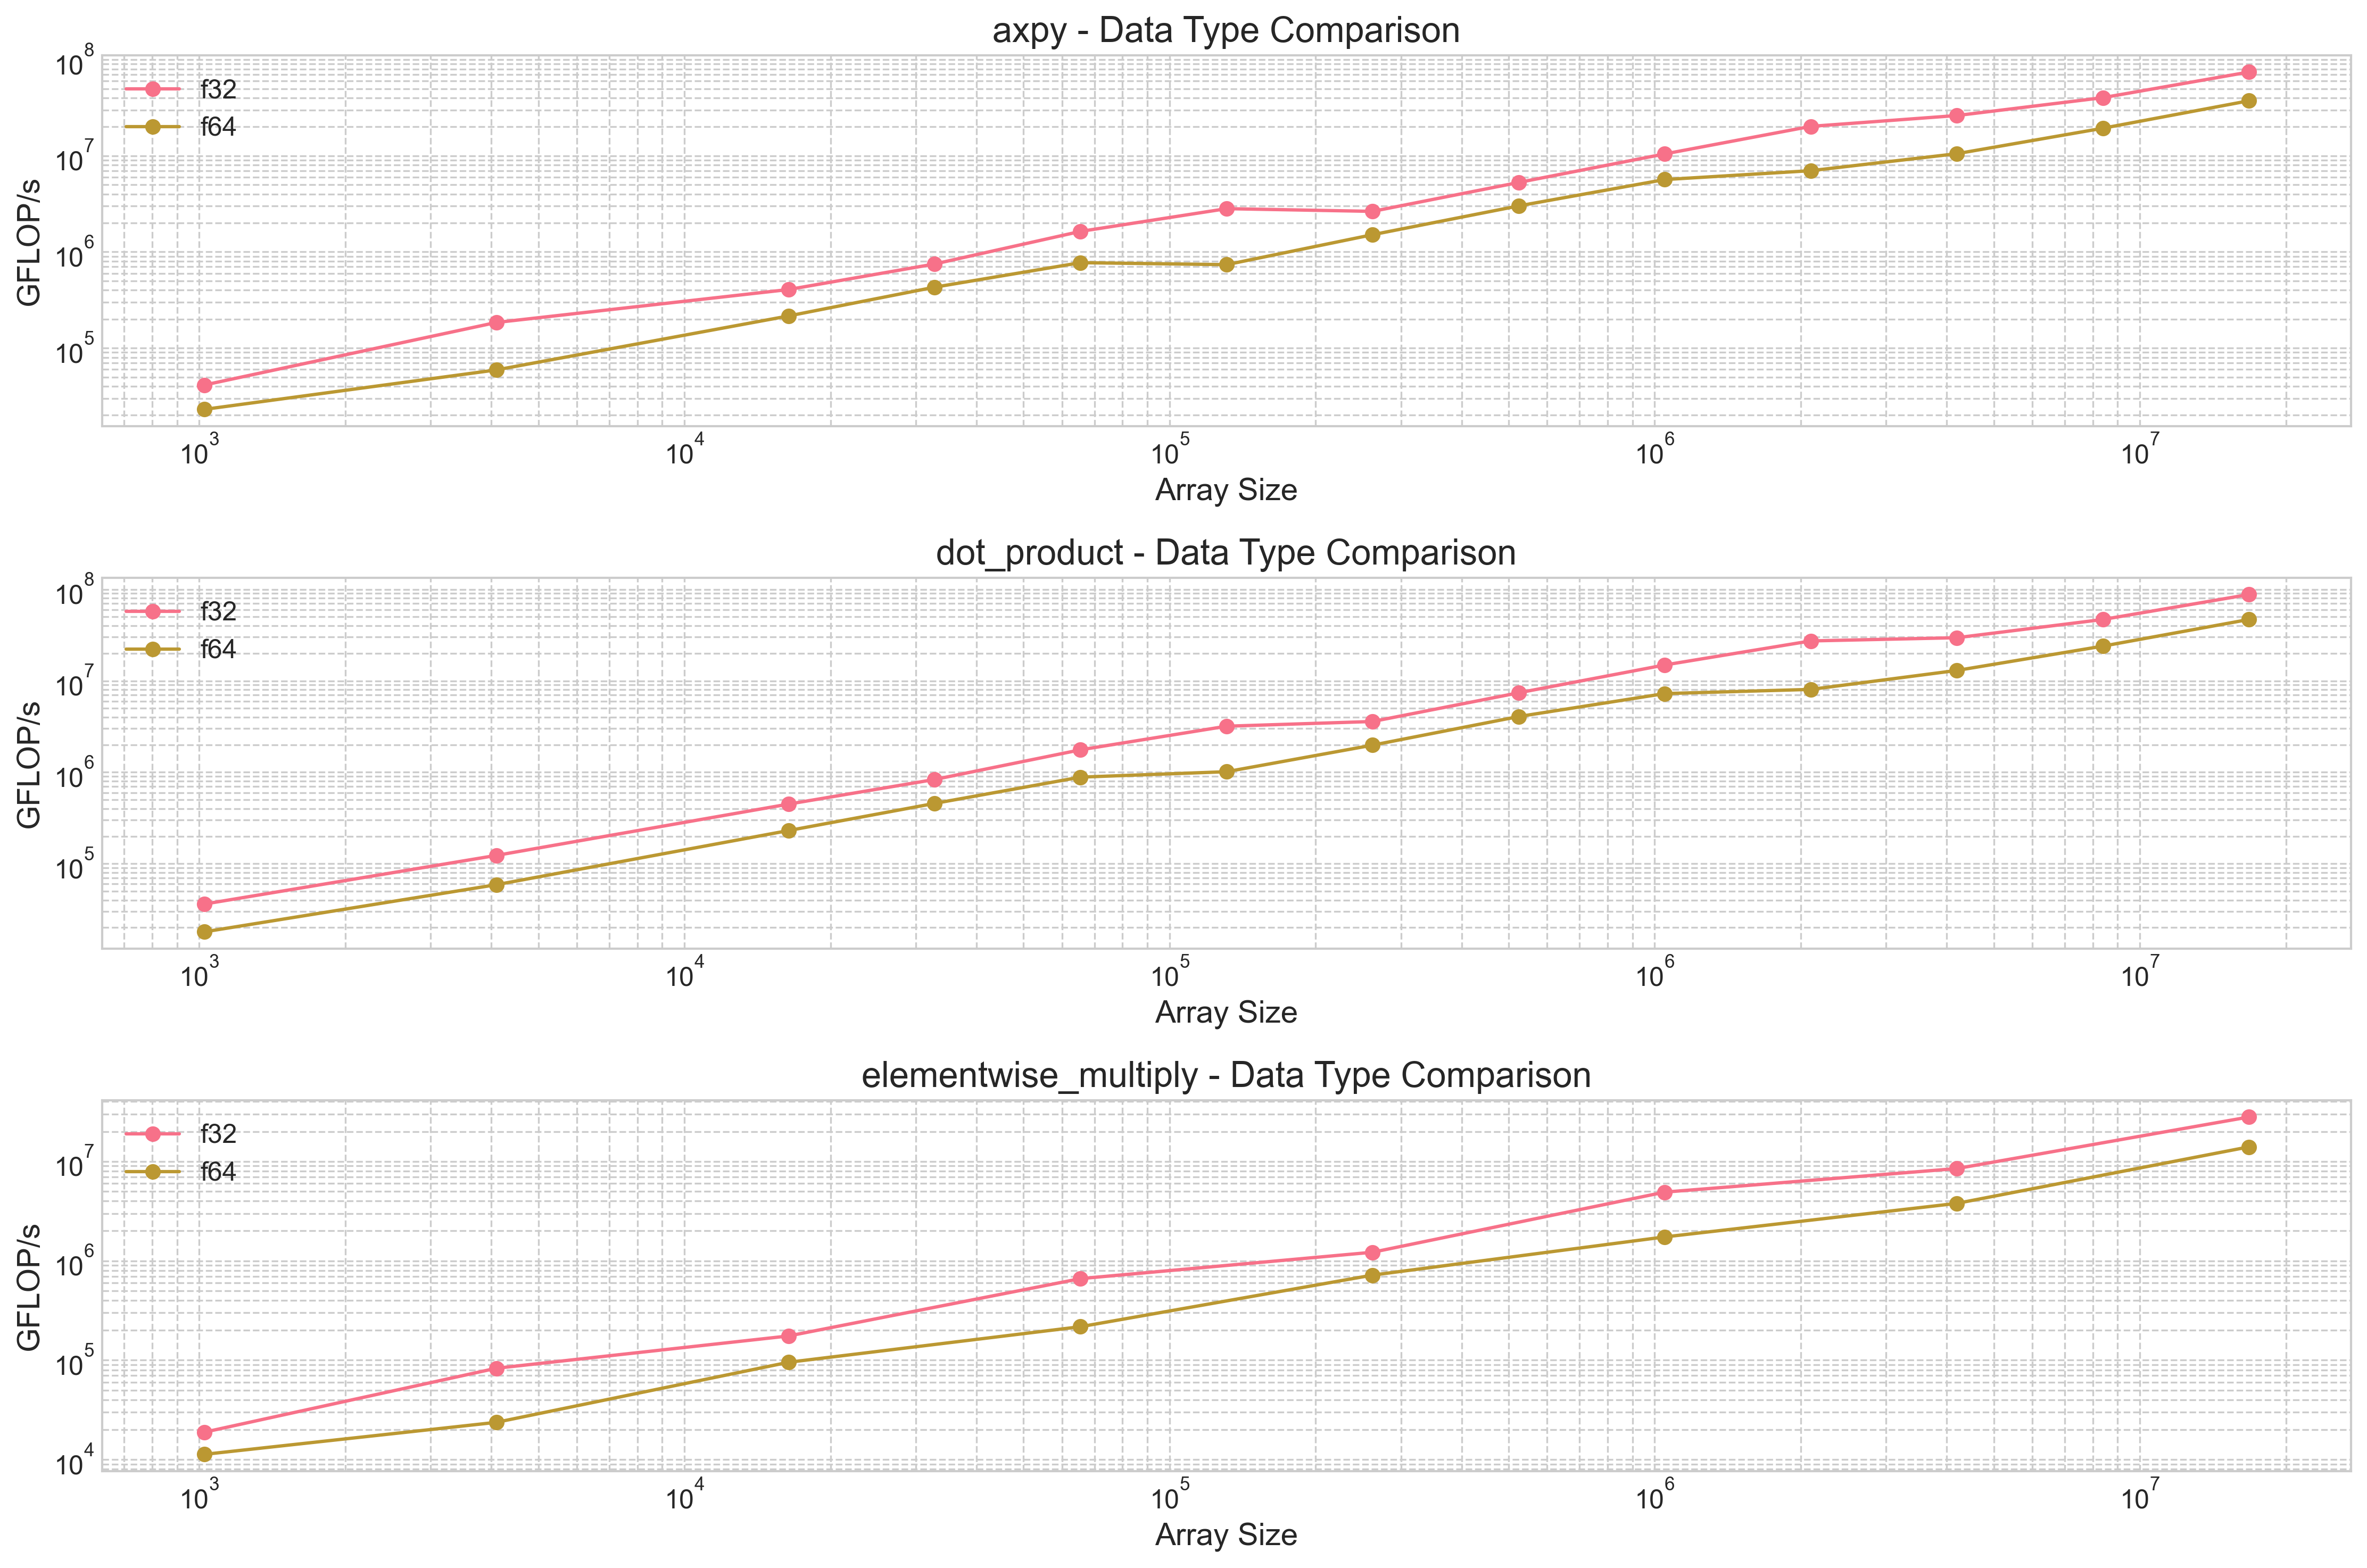 axpy - Data Type Comparison
GFLOP/s
10^8
10^7
10^6
10^5
f32
f64
10^3 10^4 10^5 10^6 10^7
Array Size
dot_product - Data Type Comparison
GFLOP/s
10^8
10^7
10^6
10^5
f32
f64
10^3 10^4 10^5 10^6 10^7
Array Size
elementwise_multiply - Data Type Comparison
GFLOP/s
10^7
10^6
10^5
10^4
f32
f64
10^3 10^4 10^5 10^6 10^7
Array Size